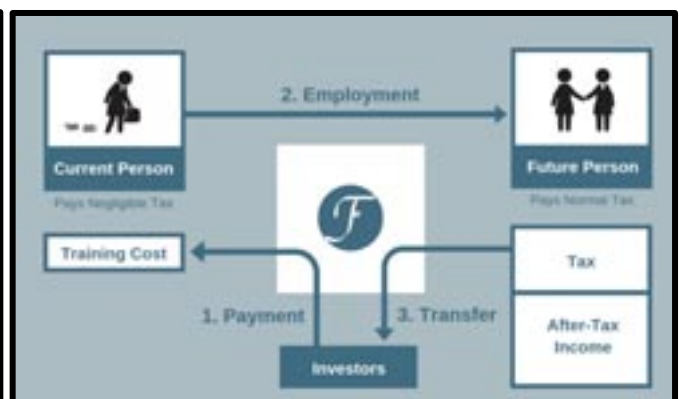 2. Employment
Current Person
Pays Negligible Tax
Future Person
Pays Normal Tax
F
Training Cost
Tax
1. Payment
3. Transfer
After-Tax
Income
Investors